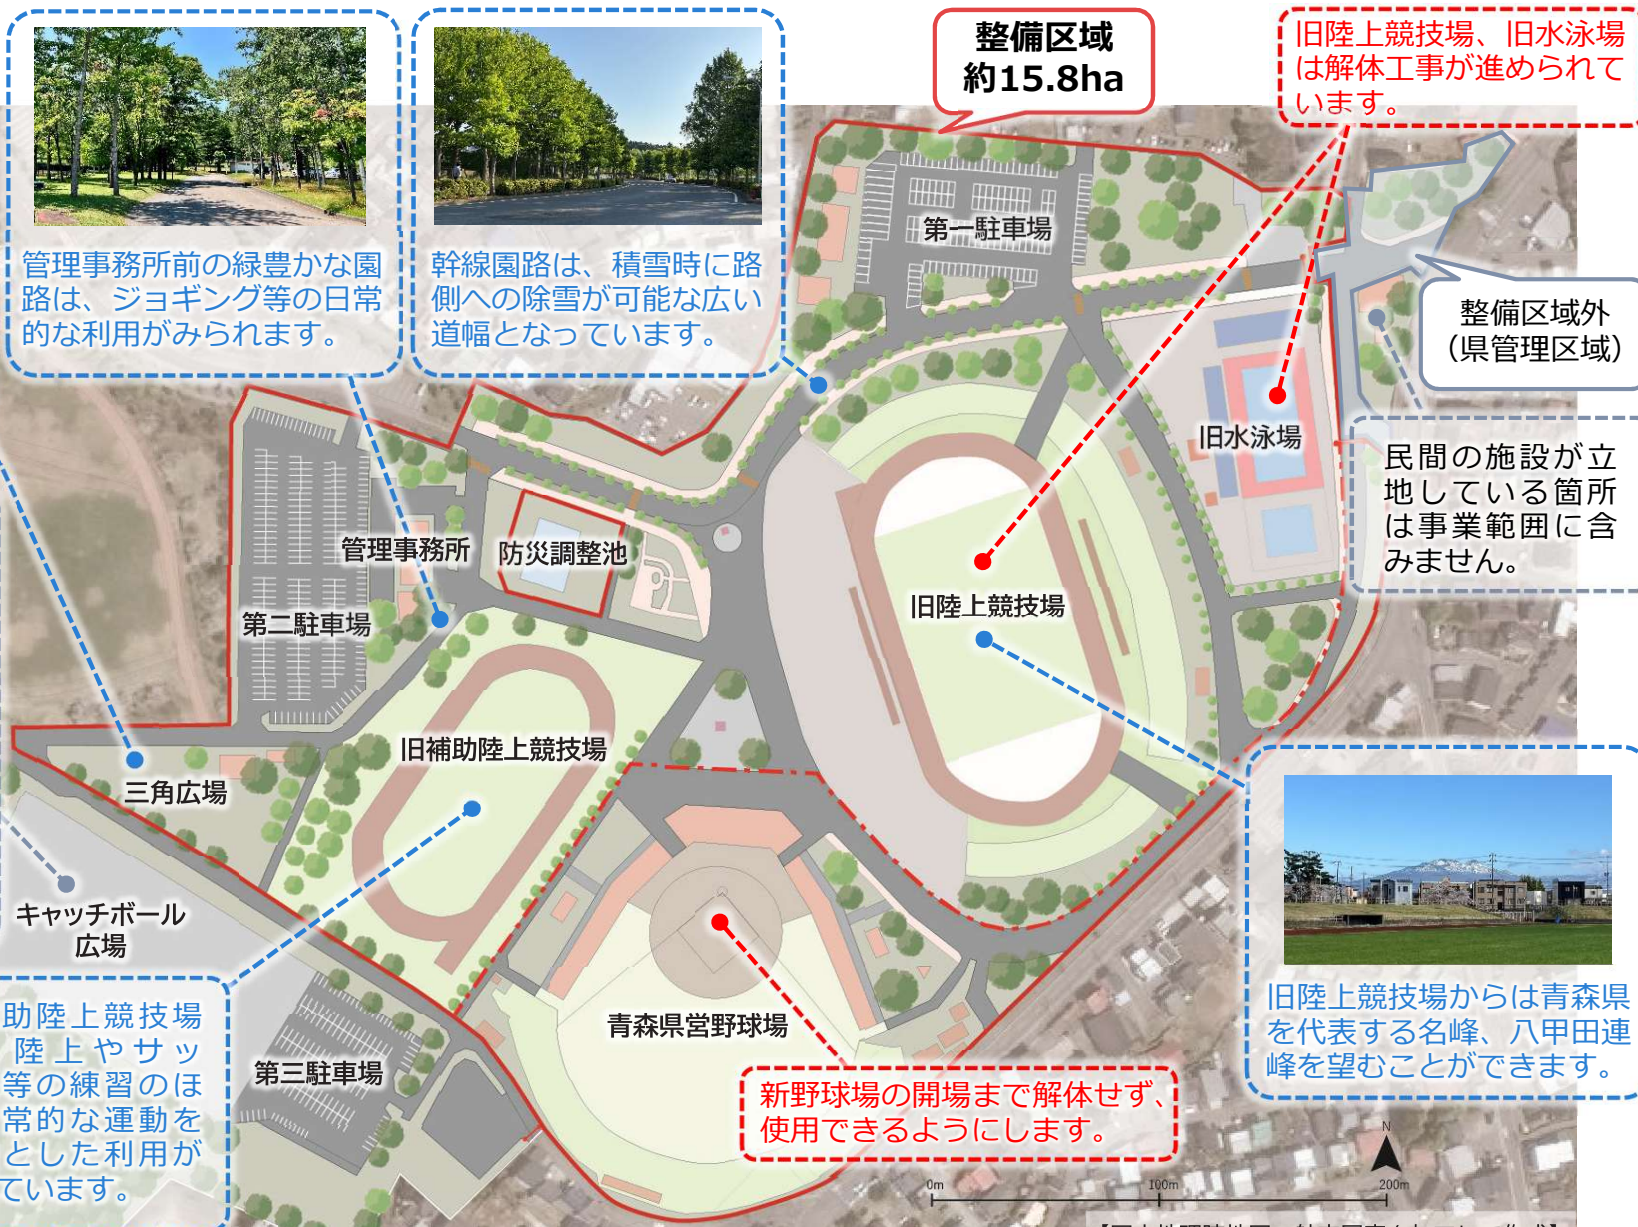 整備区域
約15.8ha
旧陸上競技場、旧水泳場
は解体工事が進められて
います。
管理事務所前の緑豊かな園
路は、ジョギング等の日常
的な利用がみられます。
幹線園路は、積雪時に路
側への除雪が可能な広い
道幅となっています。
第一駐車場
整備区域外
（県管理区域）
旧水泳場
民間の施設が立
地している箇所
は事業範囲に含
みません。
管理事務所
防災調整池
第二駐車場
旧陸上競技場
旧補助陸上競技場
三角広場
キャッチボール
広場
助陸上競技場
陸上やサッ
等の練習のほ
常的な運動を
とした利用が
ています。
第三駐車場
青森県営野球場
新野球場の開場まで解体せず、
使用できるようにします。
旧陸上競技場からは青森県
を代表する名峰、八甲田連
峰を望むことができます。
N
0m
100m
200m